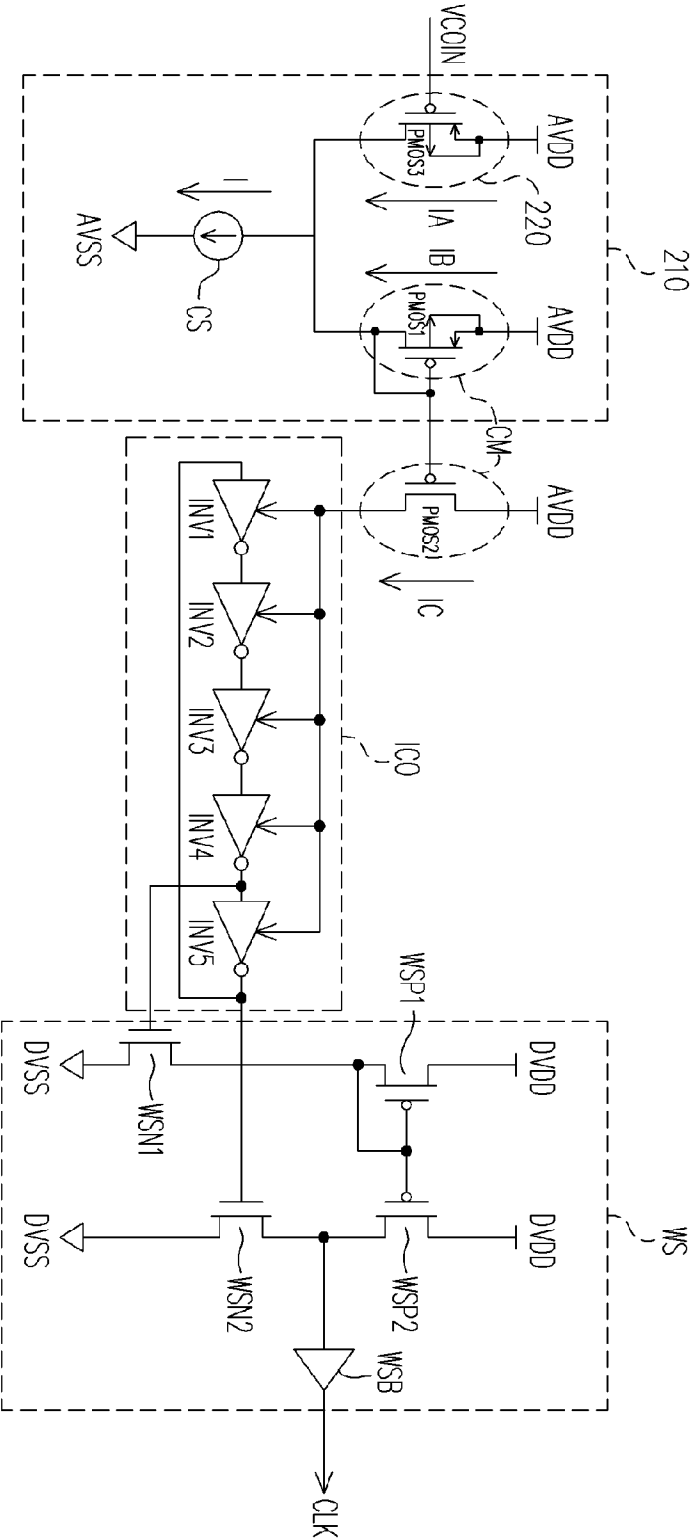 VCOIN
AVDD
PMOS3
220
IA
I
CS
AVSS
IB
PMOS1
AVDD
210
CM
AVDD
PMOS2
IC
ICO
INV1
INV2
INV3
INV4
INV5
WSP1
DVDD
WSN1
DVSS
WS
DVDD
WSP2
WSN2
DVSS
WSB
CLK